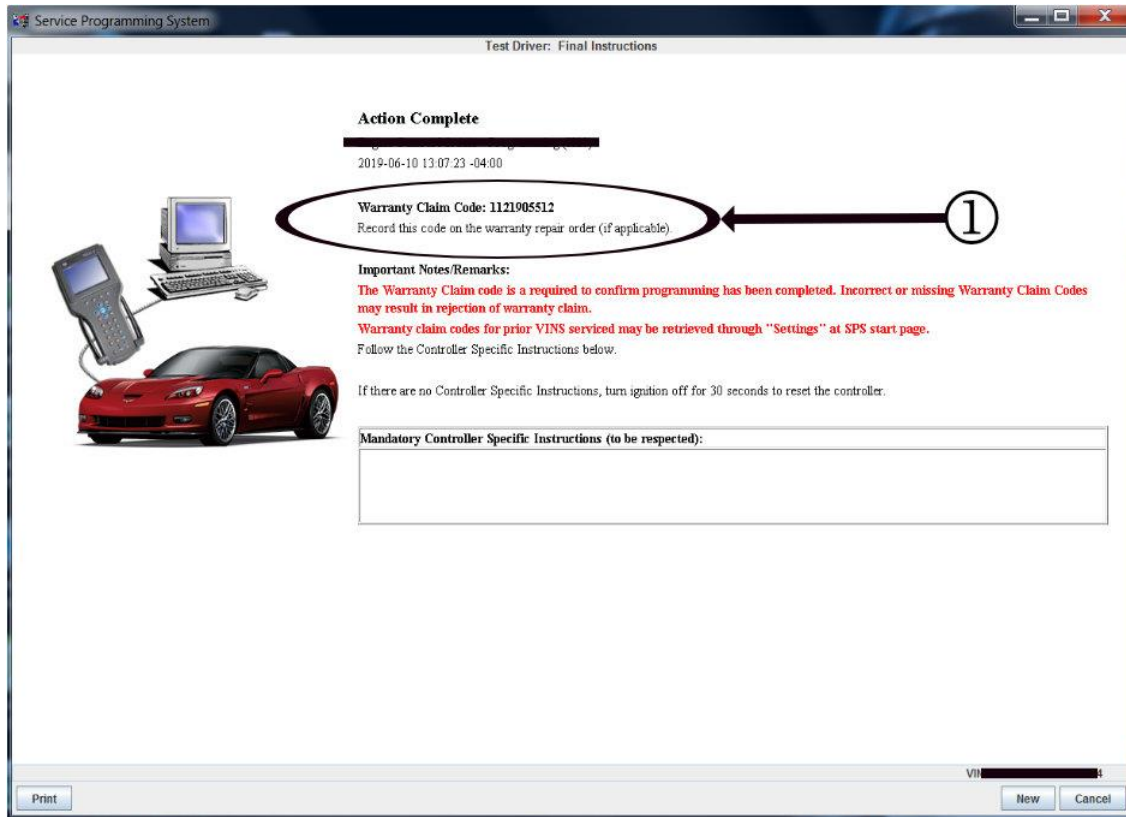 Service Programming System
Test Driver: Final Instructions
Action Complete
2019-06-10 13:07:23 -04:00
Warranty Claim Code: 1121905512
Record this code on the warranty repair order (if applicable).
①
Important Notes/Remarks:
The Warranty Claim code is a required to confirm programming has been completed. Incorrect or missing Warranty Claim Codes
may result in rejection of warranty claim.
Warranty claim codes for prior VINS serviced may be retrieved through "Settings" at SPS start page.
Follow the Controller Specific Instructions below.
If there are no Controller Specific Instructions, turn ignition off for 30 seconds to reset the controller.
Mandatory Controller Specific Instructions (to be respected):
VIN 4
Print
New Cancel